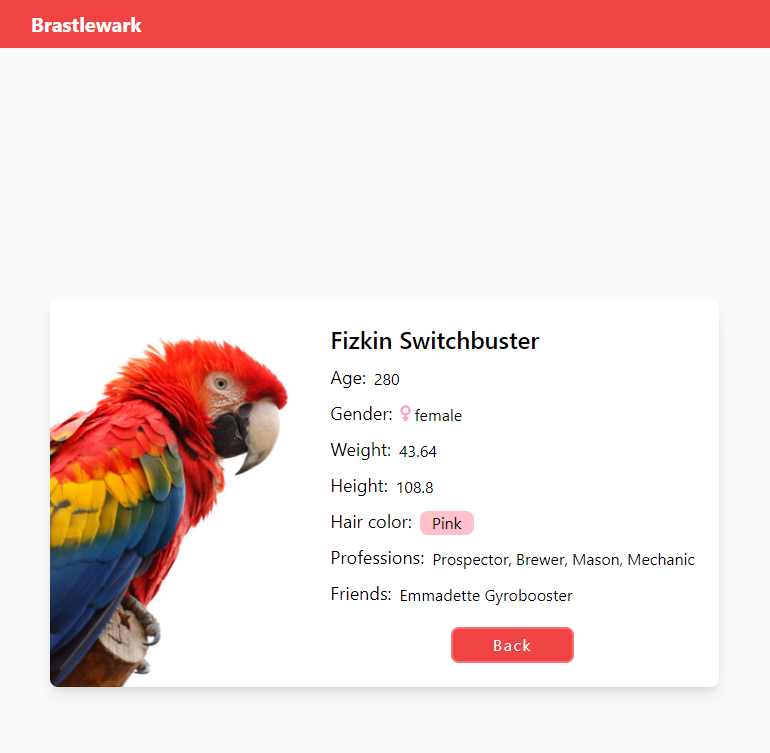 Brastlewark
Fizkin Switchbuster
Age: 280
Gender: female
Weight: 43.64
Height: 108.8
Hair color: Pink
Professions: Prospector, Brewer, Mason, Mechanic
Friends: Emmadette Gyrobooster
Back